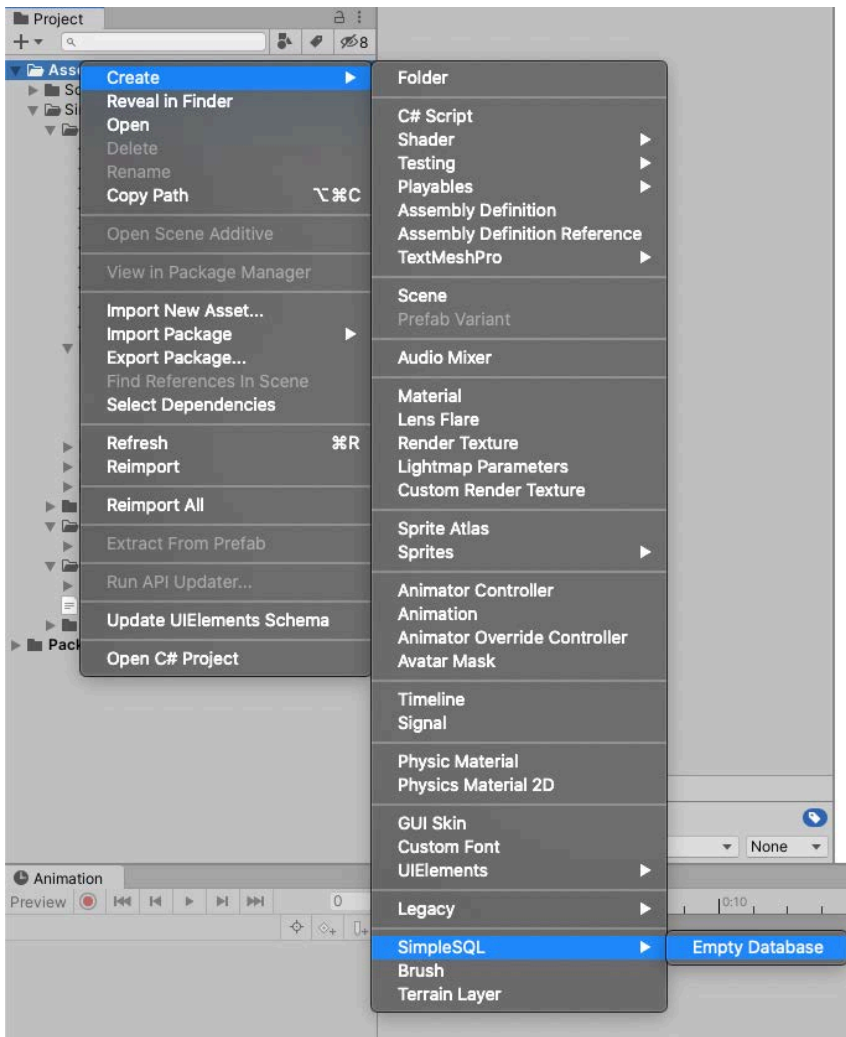 Project
8
Ass
Sc
Si
Pack
Create
Reveal in Finder
Open
Delete
Rename
Copy Path ⌥⌘C
Open Scene Additive
View in Package Manager
Import New Asset...
Import Package
Export Package...
Find References In Scene
Select Dependencies
Refresh ⌘R
Reimport
Reimport All
Extract From Prefab
Run API Updater...
Update UIElements Schema
Open C# Project
Folder
C# Script
Shader
Testing
Playables
Assembly Definition
Assembly Definition Reference
TextMeshPro
Scene
Prefab Variant
Audio Mixer
Material
Lens Flare
Render Texture
Lightmap Parameters
Custom Render Texture
Sprite Atlas
Sprites
Animator Controller
Animation
Animator Override Controller
Avatar Mask
Timeline
Signal
Physic Material
Physics Material 2D
GUI Skin
Custom Font
UIElements
Legacy
SimpleSQL
Brush
Terrain Layer
Empty Database
None
Animation
Preview 0
0:10